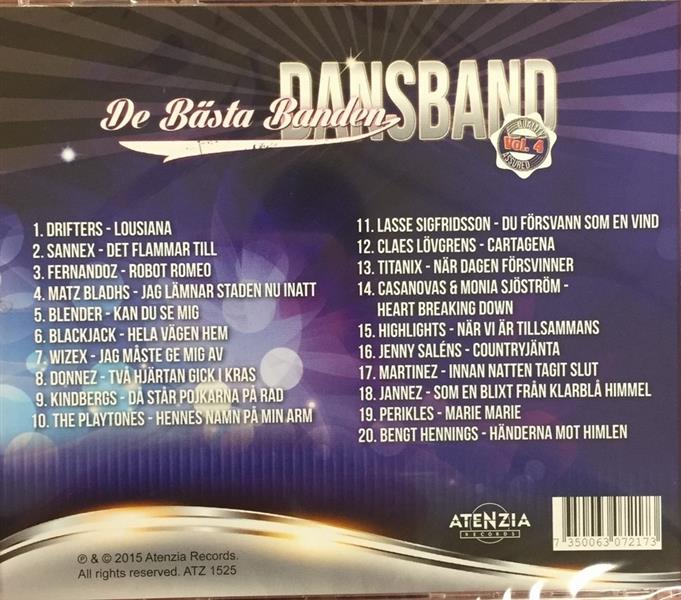 DANSBAND
De Bästa Banden
QUALITY
Vol. 4
ASSURED
1. DRIFTERS - LOUSIANA
2. SANNEX - DET FLAMMAR TILL
3. FERNANDOZ - ROBOT ROMEO
4. MATZ BLADHS - JAG LÄMNAR STADEN NU INATT
5. BLENDER - KAN DU SE MIG
6. BLACKJACK - HELA VÄGEN HEM
7. WIZEX - JAG MÅSTE GE MIG AV
8. DONNEZ - TVÅ HJÄRTAN GICK I KRAS
9. KINDBERGS - DÅ STÅR POJKARNA PÅ RAD
10. THE PLAYTONES - HENNES NAMN PÅ MIN ARM
11. LASSE SIGFRIDSSON - DU FÖRSVANN SOM EN VIND
12. CLAES LÖVGRENS - CARTAGENA
13. TITANIX - NÄR DAGEN FÖRSVINNER
14. CASANOVAS & MONIA SJÖSTRÖM -
HEART BREAKING DOWN
15. HIGHLIGHTS - NÄR VI ÄR TILLSAMMANS
16. JENNY SALÉNS - COUNTRYJÄNTA
17. MARTINEZ - INNAN NATTEN TAGIT SLUT
18. JANNEZ - SOM EN BLIXT FRÅN KLARBLÅ HIMMEL
19. PERIKLES - MARIE MARIE
20. BENGT HENNINGS - HÄNDERNA MOT HIMLEN
℗ & © 2015 Atenzia Records.
All rights reserved. ATZ 1525
ATENZIA
RECORDS
7 350063 072173